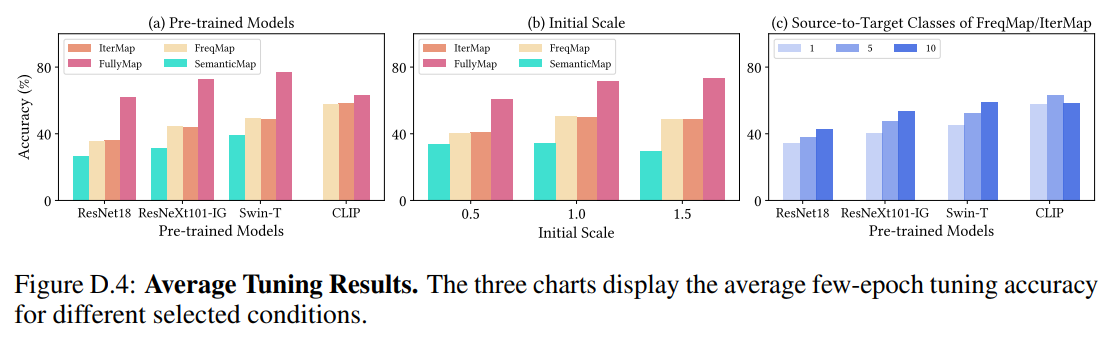 (a) Pre-trained Models
IterMap
FreqMap
FullyMap
SemanticMap
80
40
0
Accuracy (%)
ResNet18
ResNeXt101-IG
Swin-T
CLIP
Pre-trained Models
(b) Initial Scale
IterMap
FreqMap
FullyMap
SemanticMap
80
40
0
0.5
1.0
1.5
Initial Scale
(c) Source-to-Target Classes of FreqMap/IterMap
1
5
10
80
40
0
ResNet18
ResNeXt101-IG
Swin-T
CLIP
Pre-trained Models
Figure D.4: Average Tuning Results. The three charts display the average few-epoch tuning accuracy
for different selected conditions.